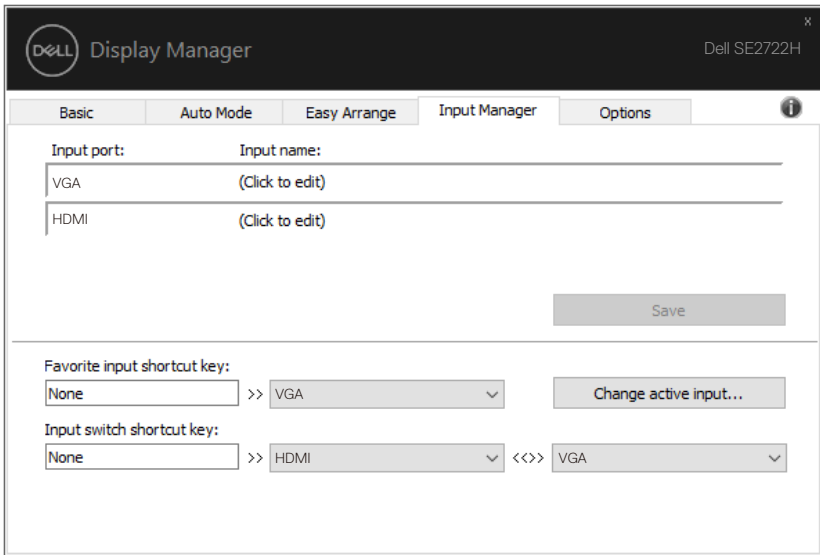 x
DELL Display Manager Dell SE2722H
Basic Auto Mode Easy Arrange Input Manager Options i
Input port: Input name:
VGA (Click to edit)
HDMI (Click to edit)
Save
Favorite input shortcut key:
None >> VGA Change active input...
Input switch shortcut key:
None >> HDMI <<>> VGA